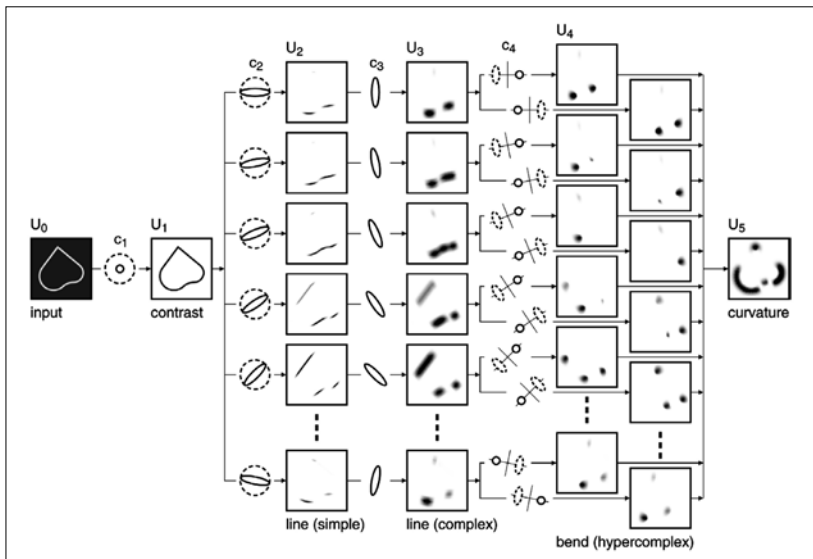 U2
U3
U4
c2
c3
c4
U0
c1
U1
U5
input
contrast
curvature
line (simple)
line (complex)
bend (hypercomplex)